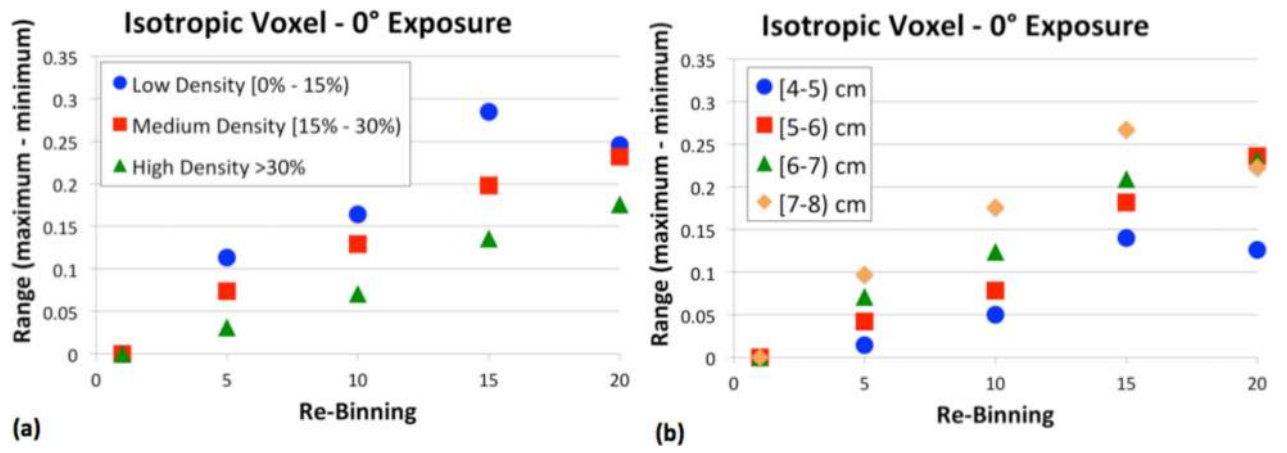 Isotropic Voxel - 0° Exposure
Range (maximum - minimum)
0.35
0.3
0.25
0.2
0.15
0.1
0.05
0
Low Density [0% - 15%)
Medium Density [15% - 30%)
High Density >30%
0 5 10 15 20
Re-Binning
(a)
Isotropic Voxel - 0° Exposure
Range (maximum - minimum)
0.35
0.3
0.25
0.2
0.15
0.1
0.05
0
[4-5) cm
[5-6) cm
[6-7) cm
[7-8) cm
0 5 10 15 20
Re-Binning
(b)